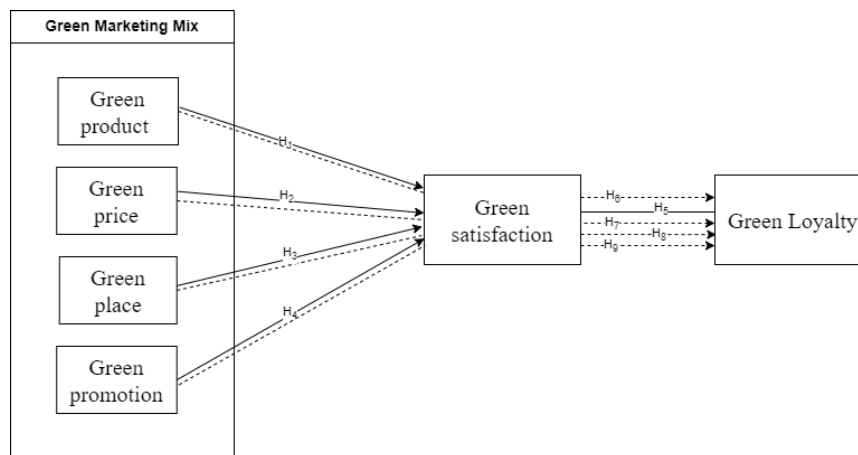 Green Marketing Mix
Green
product
Green
price
Green
place
Green
promotion
H1
H2
H3
H4
Green
satisfaction
H6
H5
H7
H8
H9
Green Loyalty